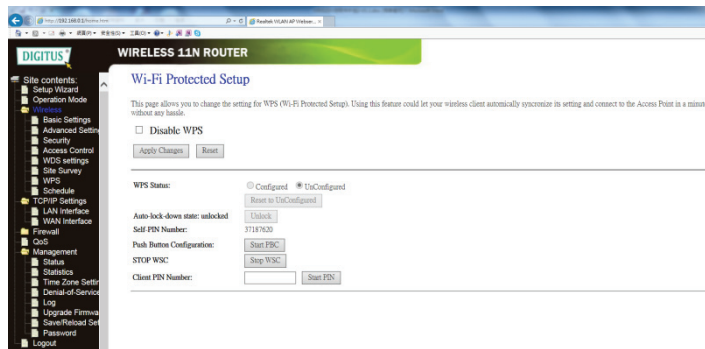 http://192.168.0.1/home.htm
Realtek WLAN AP Webser...
DIGITUS
WIRELESS 11N ROUTER
Site contents:
Setup Wizard
Operation Mode
Wireless
Basic Settings
Advanced Settin
Security
Access Control
WDS settings
Site Survey
WPS
Schedule
TCP/IP Settings
LAN Interface
WAN Interface
Firewall
QoS
Management
Status
Statistics
Time Zone Settin
Denial-of-Service
Log
Upgrade Firmwa
Save/Reload Set
Password
Logout
Wi-Fi Protected Setup
This page allows you to change the setting for WPS (Wi-Fi Protected Setup). Using this feature could let your wireless client automically syncronize its setting and connect to the Access Point in a minut
without any hassle.
Disable WPS
Apply Changes Reset
WPS Status: Configured UnConfigured
Reset to UnConfigured
Auto-lock-down state: unlocked Unlock
Self-PIN Number: 37187620
Push Button Configuration: Start PBC
STOP WSC Stop WSC
Client PIN Number: Start PIN